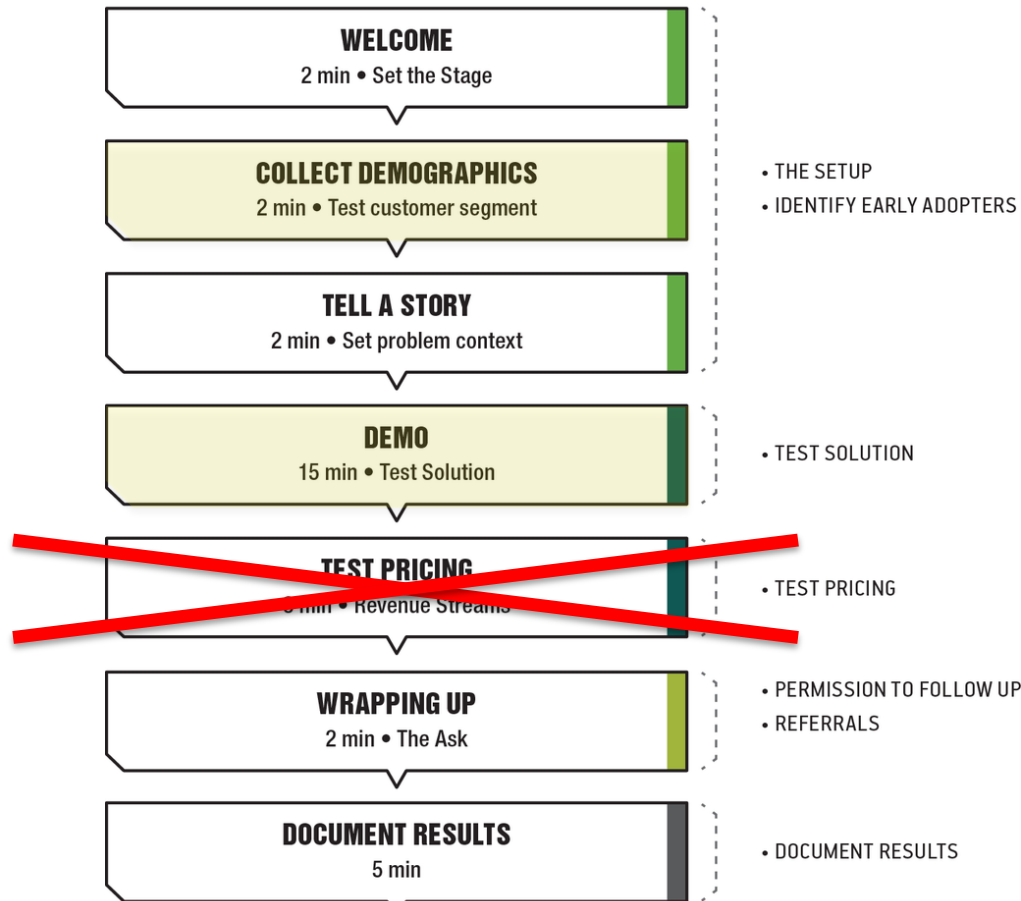 WELCOME
2 min • Set the Stage
COLLECT DEMOGRAPHICS
2 min • Test customer segment
• THE SETUP
• IDENTIFY EARLY ADOPTERS
TELL A STORY
2 min • Set problem context
DEMO
15 min • Test Solution
• TEST SOLUTION
TEST PRICING
min • Revenue Streams
• TEST PRICING
WRAPPING UP
2 min • The Ask
• PERMISSION TO FOLLOW UP
• REFERRALS
DOCUMENT RESULTS
5 min
• DOCUMENT RESULTS